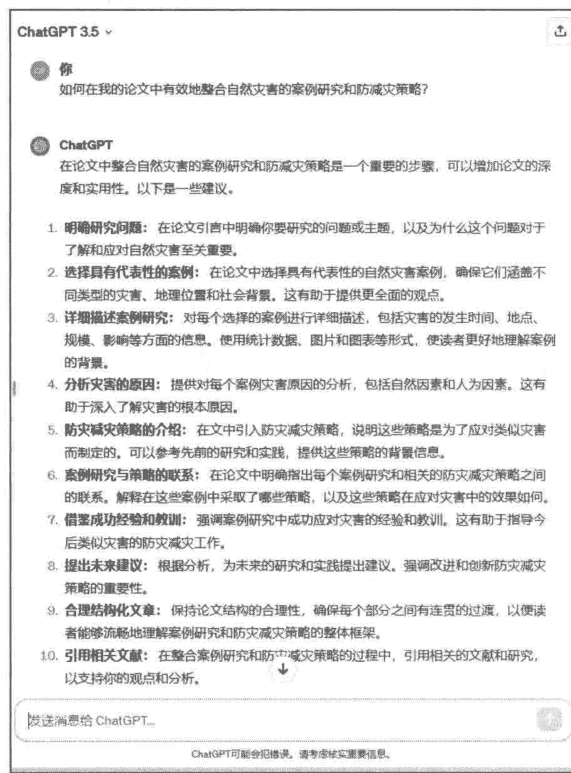 ChatGPT 3.5
你
如何在我的论文中有效地整合自然灾害的案例研究和防减灾策略?
ChatGPT
在论文中整合自然灾害的案例研究和防减灾策略是一个重要的步骤，可以增加论文的深
度和实用性。以下是一些建议。
1. 明确研究问题：在论文引言中明确你要研究的问题或主题，以及为什么这个问题对于
了解和应对自然灾害至关重要。
2. 选择具有代表性的案例：在论文中选择具有代表性的自然灾害案例，确保它们涵盖不
同类型的灾害、地理位置和社会背景。这有助于提供更全面的观点。
3. 详细描述案例研究：对每个选择的案例进行详细描述，包括灾害的发生时间、地点、
规模、影响等方面的信息。使用统计数据、图片和图表等形式，使读者更好地理解案例
的背景。
4. 分析灾害的原因：提供对每个案例灾害原因的分析，包括自然因素和人为因素。这有
助于深入了解灾害的根本原因。
5. 防灾减灾策略的介绍：在文中引入防灾减灾策略，说明这些策略是为了应对类似灾害
而制定的。可以参考先前的研究和实践，提供这些策略的背景信息。
6. 案例研究与策略的联系：在论文中明确指出每个案例研究和相关的防灾减灾策略之间
的联系。解释在这些案例中采取了哪些策略，以及这些策略在应对灾害中的效果如何。
7. 借鉴成功经验和教训：强调案例研究中成功应对灾害的经验和教训。这有助于指导今
后类似灾害的防灾减灾工作。
8. 提出未来建议：根据分析，为未来的研究和实践提出建议。强调改进和创新防灾减灾
策略的重要性。
9. 合理结构化文章：保持论文结构的合理性，确保每个部分之间有连贯的过渡，以便读
者能够流畅地理解案例研究和防灾减灾策略的整体框架。
10. 引用相关文献：在整合案例研究和防灾减灾策略的过程中，引用相关的文献和研究，
以支持你的观点和分析。
发送消息给 ChatGPT...
ChatGPT可能会犯错误。请考虑核实重要信息。